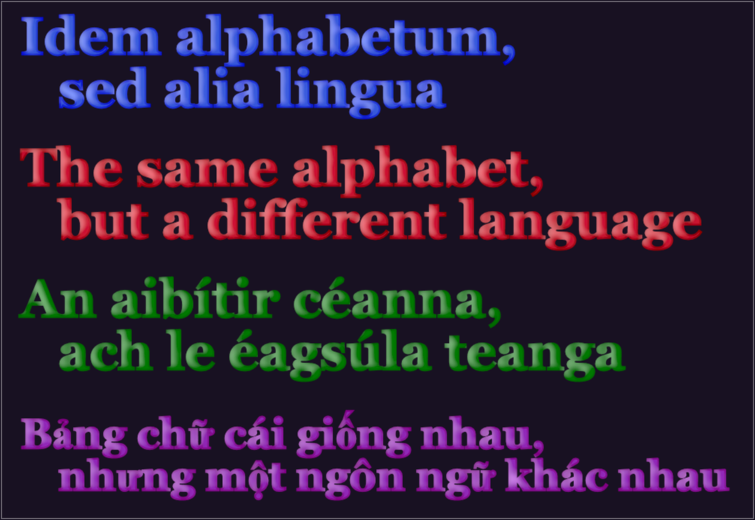 Idem alphabetum,
sed alia lingua
The same alphabet,
but a different language
An aibítir céanna,
ach le éagsúla teanga
Bảng chữ cái giống nhau,
nhưng một ngôn ngữ khác nhau